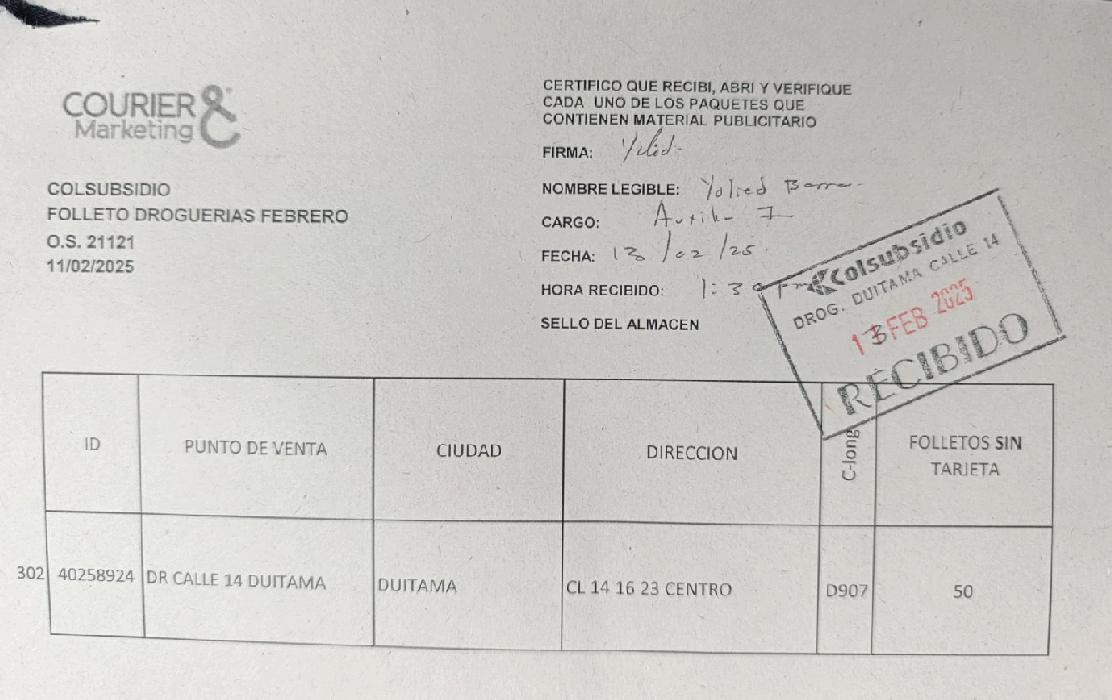 COURIER &
Marketing
COLSUBSIDIO
FOLLETO DROGUERIAS FEBRERO
O.S. 21121
11/02/2025
CERTIFICO QUE RECIBI, ABRI Y VERIFIQUE
CADA UNO DE LOS PAQUETES QUE
CONTIENEN MATERIAL PUBLICITARIO
FIRMA:
NOMBRE LEGIBLE:
CARGO:
FECHA: 13/02/25
HORA RECIBIDO: 1:30 Pm
SELLO DEL ALMACEN
Colsubsidio
DROG. DUITAMA CALLE 14
13 FEB 2025
RECIBIDO
ID PUNTO DE VENTA CIUDAD DIRECCION C-long FOLLETOS SIN TARJETA
302 40258924 DR CALLE 14 DUITAMA DUITAMA CL 14 16 23 CENTRO D907 50